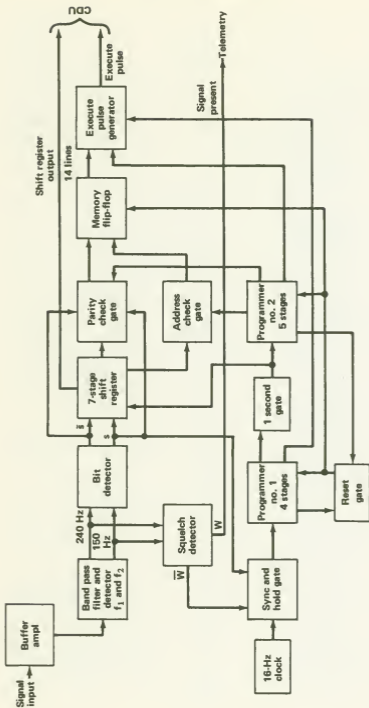 Signal
input
Buffer
ampl
Band pass
filter and
detector
f1 and f2
240 Hz
150
Hz
Bit
detector
s
7-stage
shift
register
Parity
check
gate
Memory
flip-flop
Execute
pulse
generator
Execute
pulse
CDU
Shift register
output
14 lines
Squelch
detector
W
W
Address
check
gate
Signal
present
Telemetry
16-Hz
clock
Sync and
hold gate
Programmer
no. 1
4 stages
1 second
gate
Programmer
no. 2
5 stages
Reset
gate